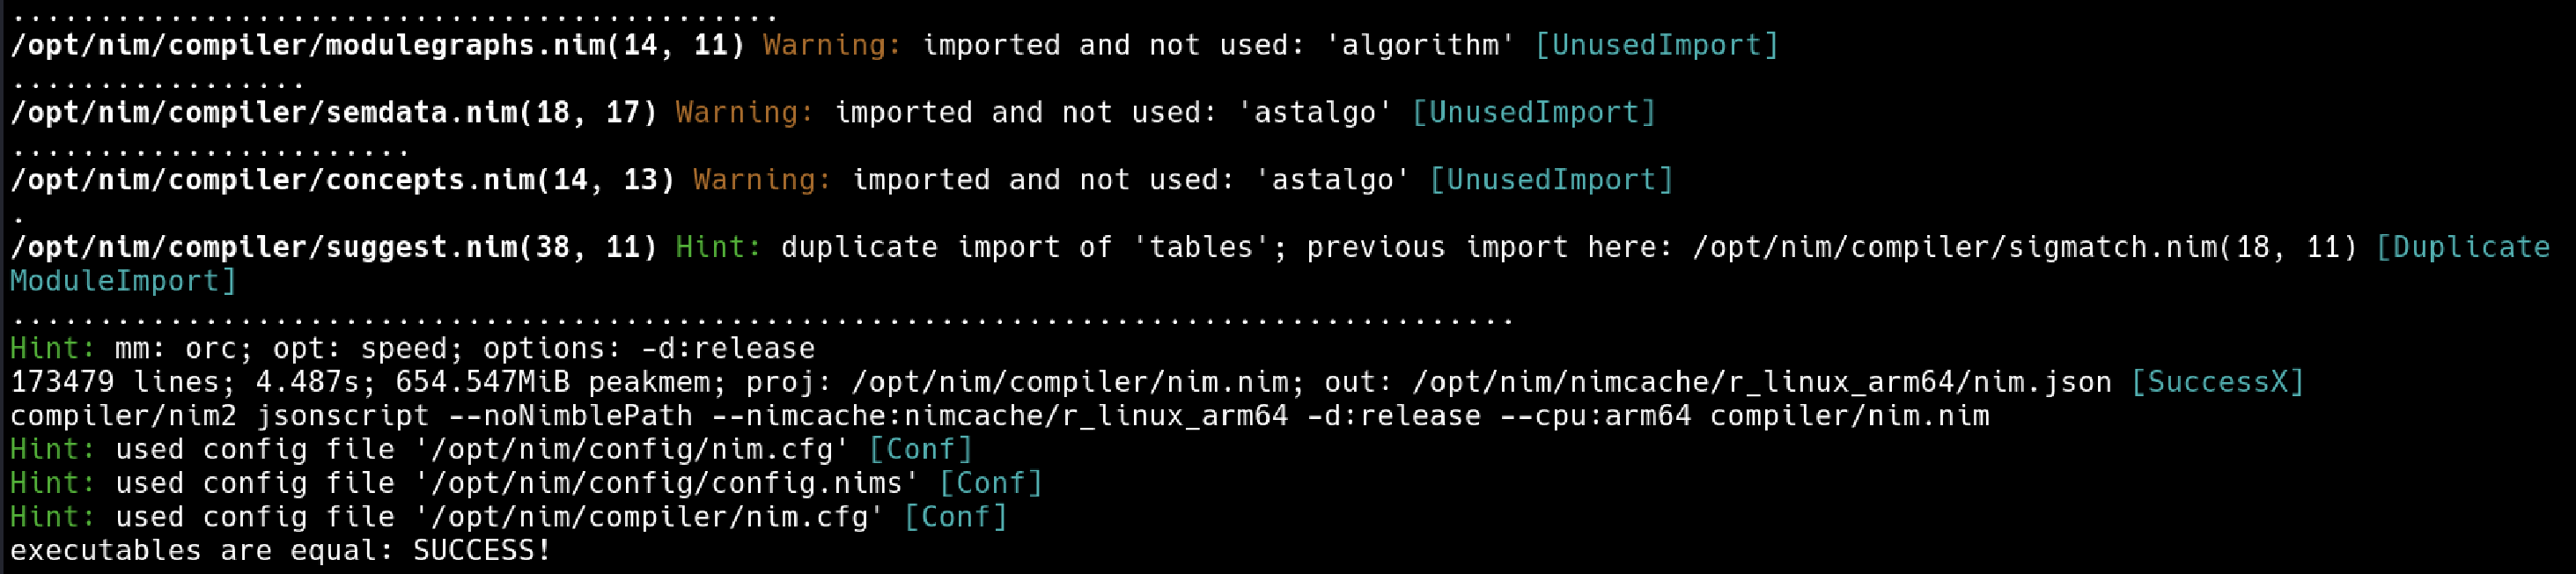 ............................................
/opt/nim/compiler/modulegraphs.nim(14, 11) Warning: imported and not used: 'algorithm' [UnusedImport]
.................
/opt/nim/compiler/semdata.nim(18, 17) Warning: imported and not used: 'astalgo' [UnusedImport]
.......................
/opt/nim/compiler/concepts.nim(14, 13) Warning: imported and not used: 'astalgo' [UnusedImport]
.
/opt/nim/compiler/suggest.nim(38, 11) Hint: duplicate import of 'tables'; previous import here: /opt/nim/compiler/sigmatch.nim(18, 11) [Duplicate
ModuleImport]
......................................................................................
Hint: mm: orc; opt: speed; options: -d:release
173479 lines; 4.487s; 654.547MiB peakmem; proj: /opt/nim/compiler/nim.nim; out: /opt/nim/nimcache/r_linux_arm64/nim.json [SuccessX]
compiler/nim2 jsonscript --noNimblePath --nimcache:nimcache/r_linux_arm64 -d:release --cpu:arm64 compiler/nim.nim
Hint: used config file '/opt/nim/config/nim.cfg' [Conf]
Hint: used config file '/opt/nim/config/config.nims' [Conf]
Hint: used config file '/opt/nim/compiler/nim.cfg' [Conf]
executables are equal: SUCCESS!